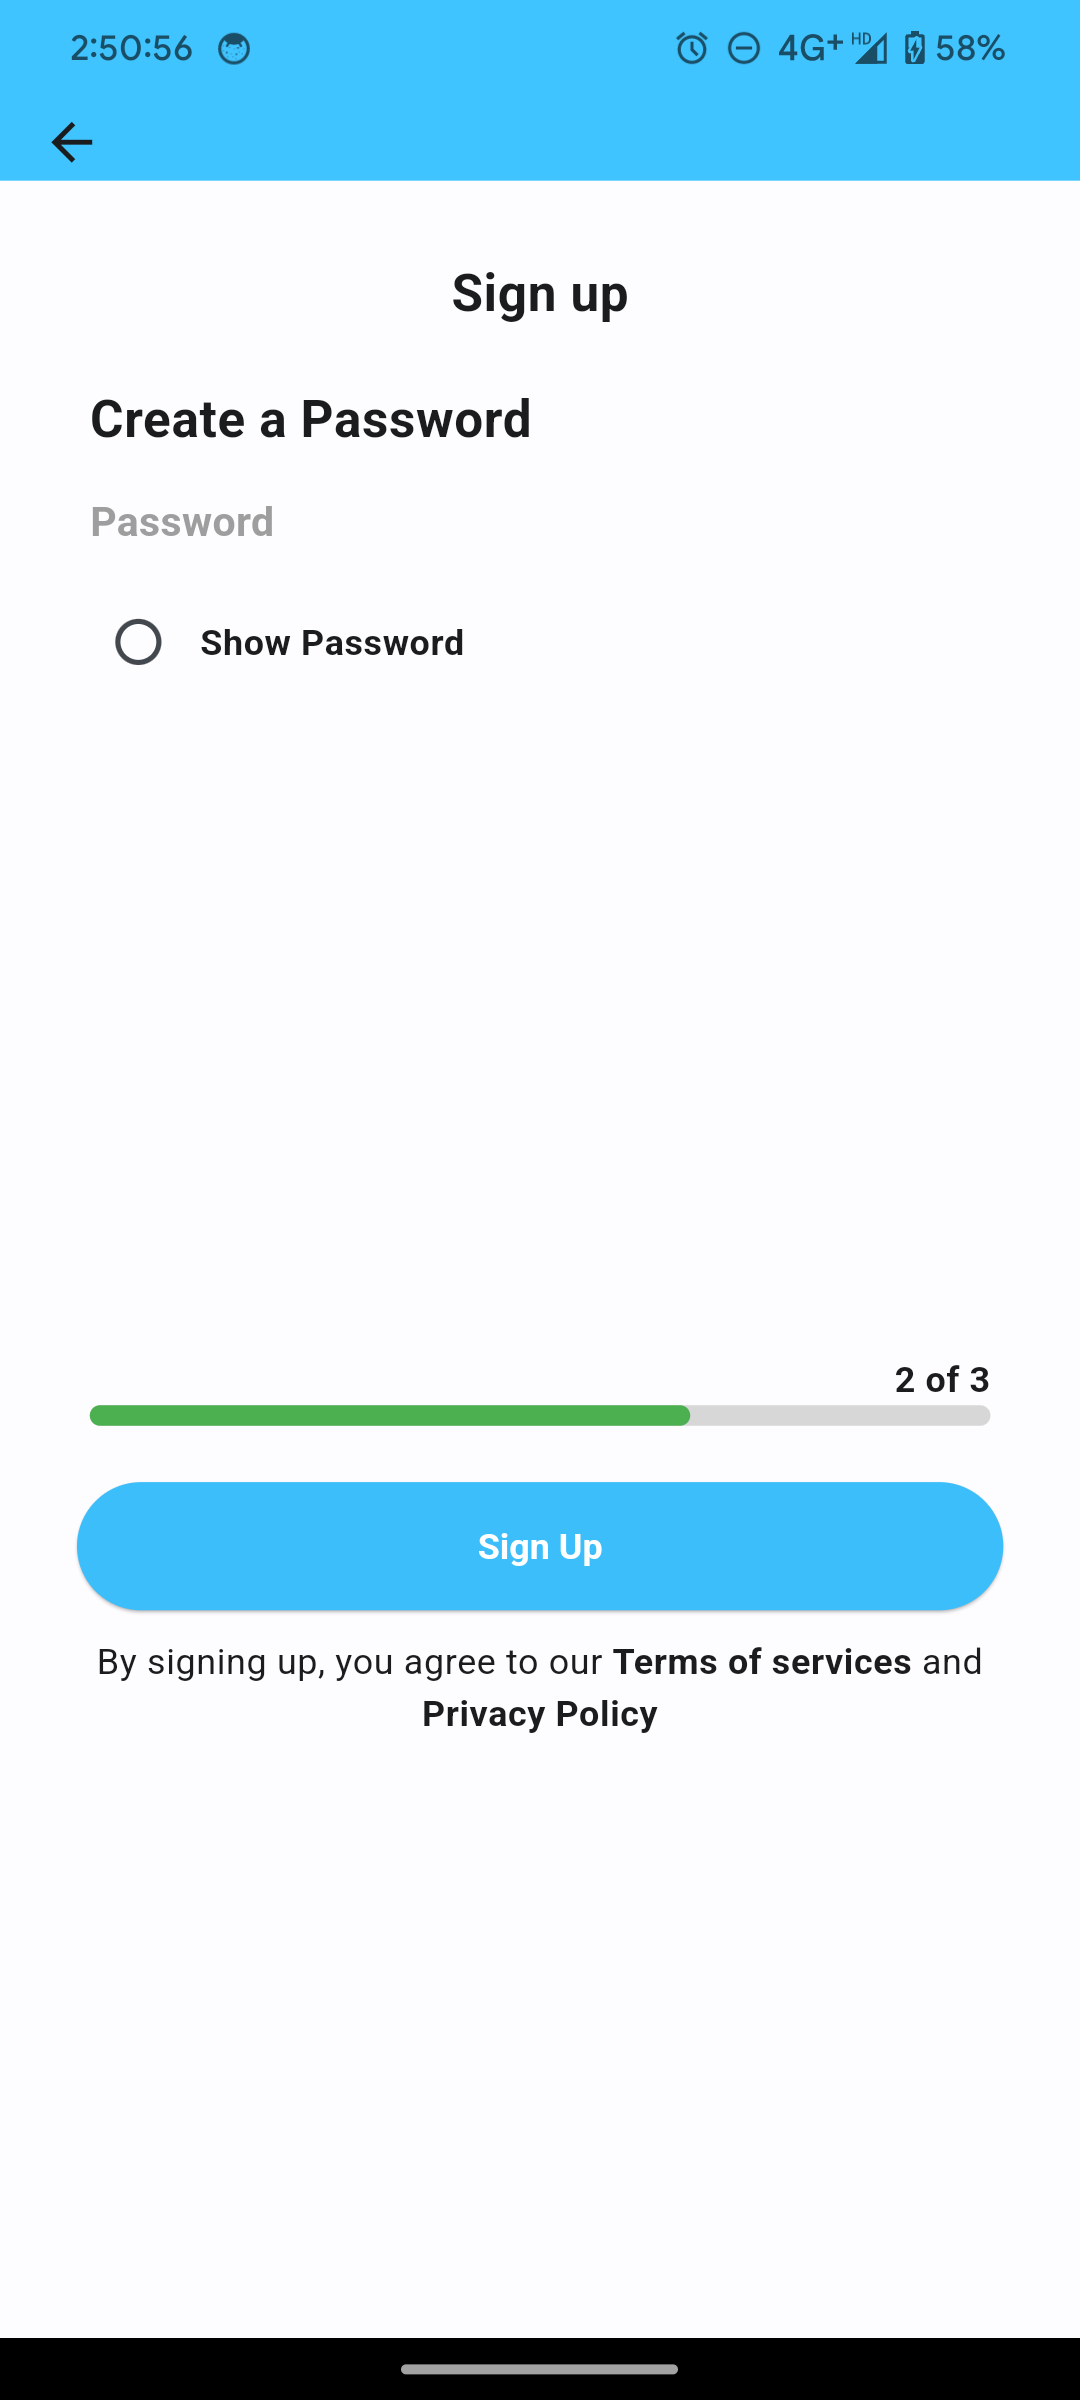 2:50:56 4G+ HD 58%
Sign up
Create a Password
Password
Show Password
2 of 3
Sign Up
By signing up, you agree to our Terms of services and
Privacy Policy